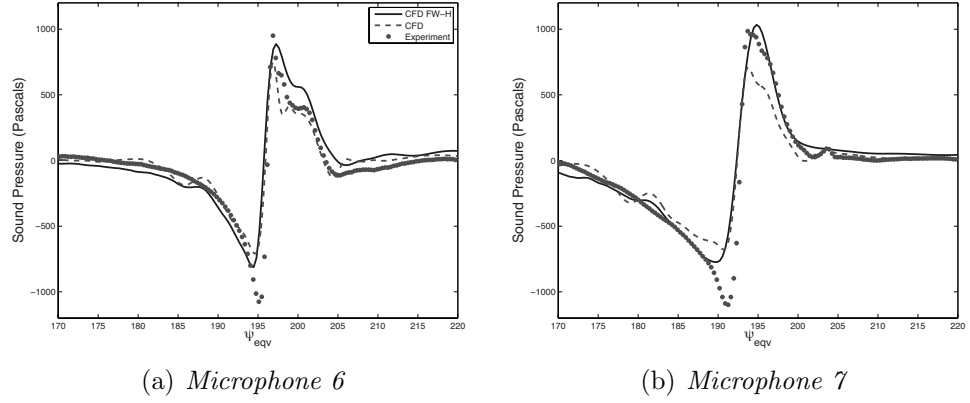 CFD FW-H
CFD
Experiment
1000
500
0
−500
−1000
Sound Pressure (Pascals)
170 175 180 185 190 195 200 205 210 215 220
Ψeqv
(a) Microphone 6
1000
500
0
−500
−1000
Sound Pressure (Pascals)
170 175 180 185 190 195 200 205 210 215 220
Ψeqv
(b) Microphone 7